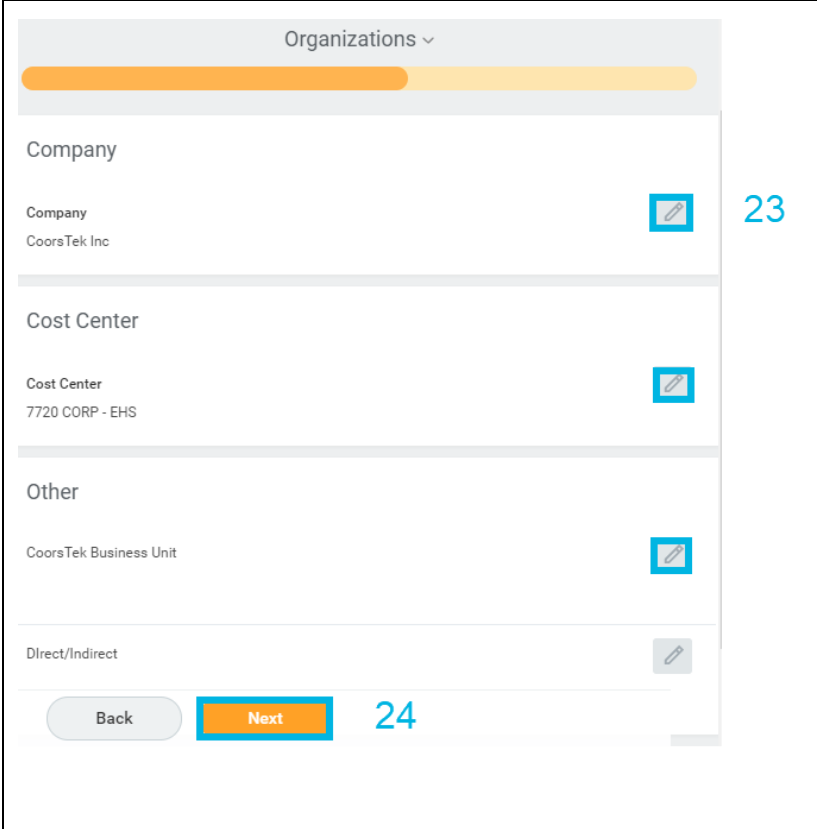 Organizations
Company
Company
23
CoorsTek Inc
Cost Center
Cost Center
7720 CORP - EHS
Other
CoorsTek Business Unit
DIrect/Indirect
Back Next 24